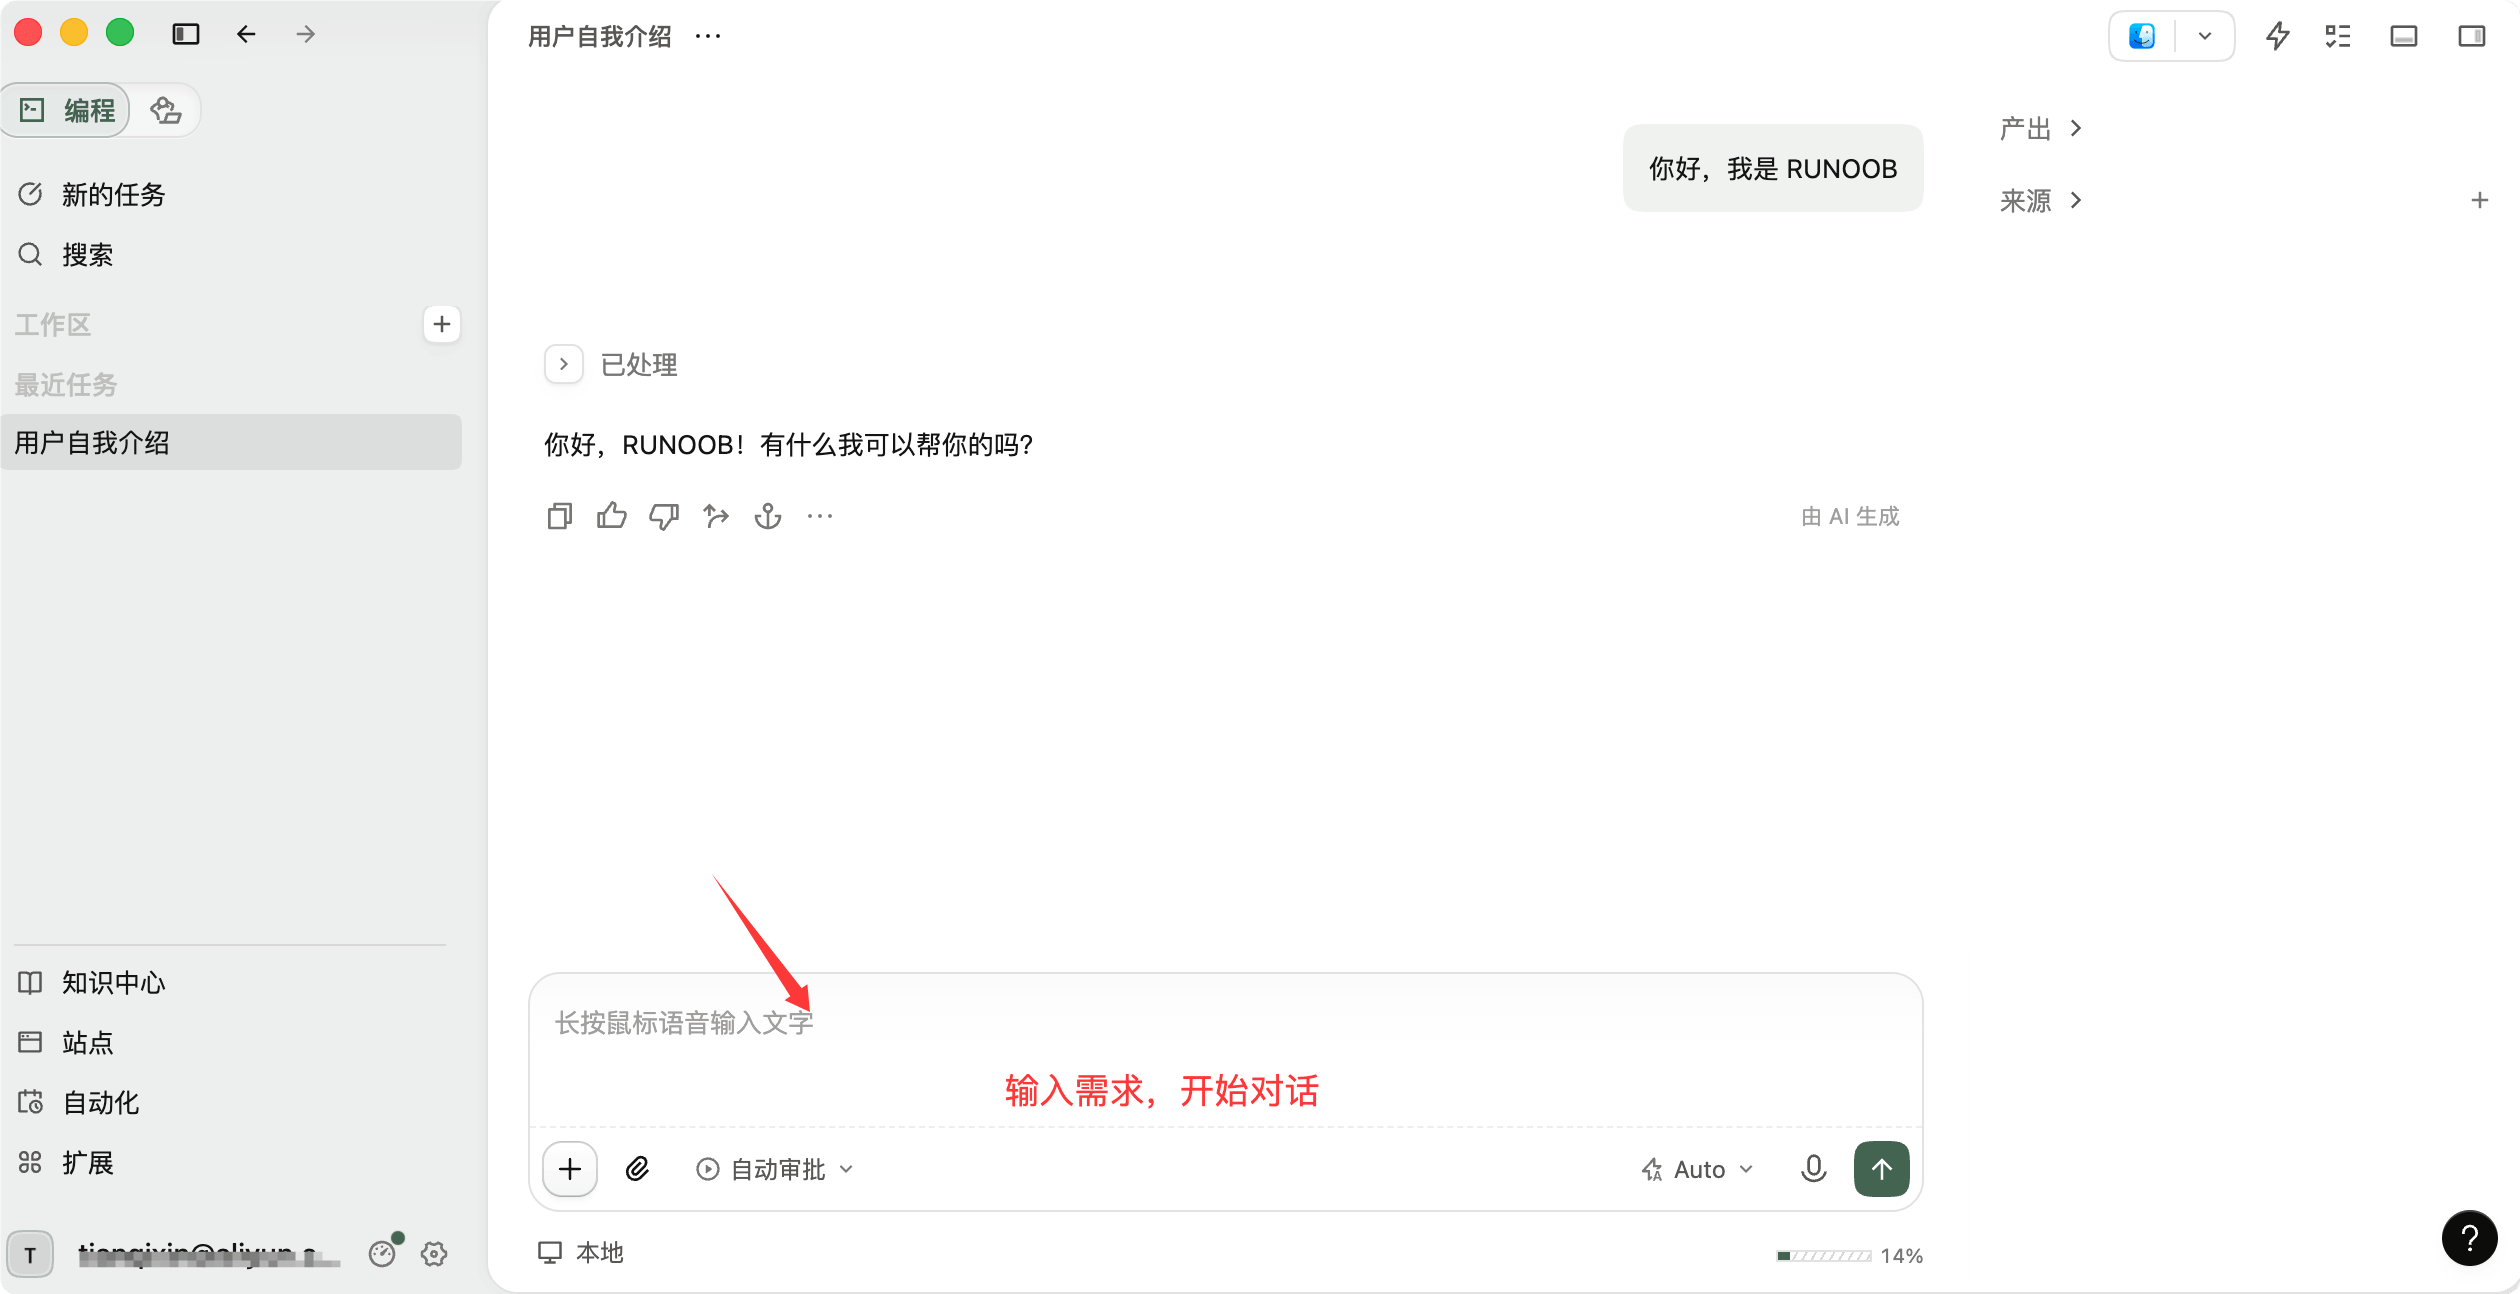 用户自我介绍
编程
新的任务
搜索
工作区
最近任务
用户自我介绍
知识中心
站点
自动化
扩展
T
你好，我是 RUNOOB
产出
来源
已处理
你好，RUNOOB！有什么我可以帮你的吗？
由 AI 生成
长按鼠标语音输入文字
输入需求，开始对话
自动审批
Auto
本地
14%
?